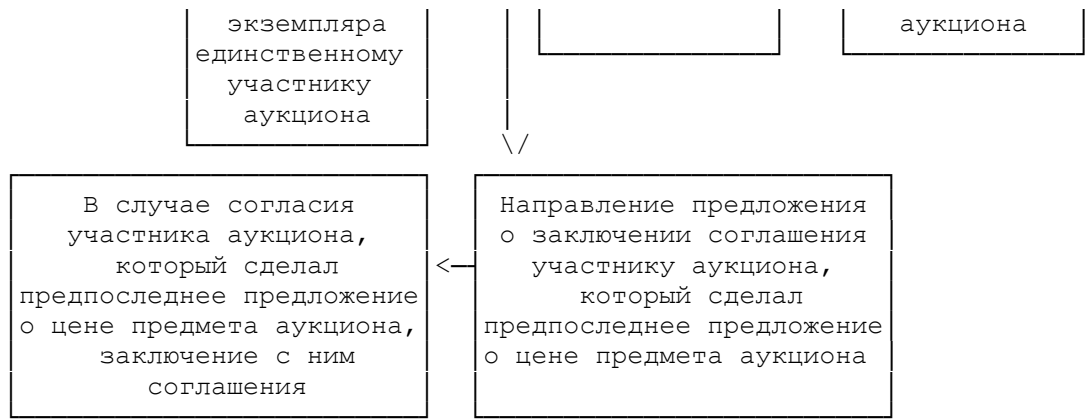 экземпляра
единственному
участнику
аукциона
аукциона
В случае согласия
участника аукциона,
который сделал
предпоследнее предложение
о цене предмета аукциона,
заключение с ним
соглашения
Направление предложения
о заключении соглашения
участнику аукциона,
который сделал
предпоследнее предложение
о цене предмета аукциона